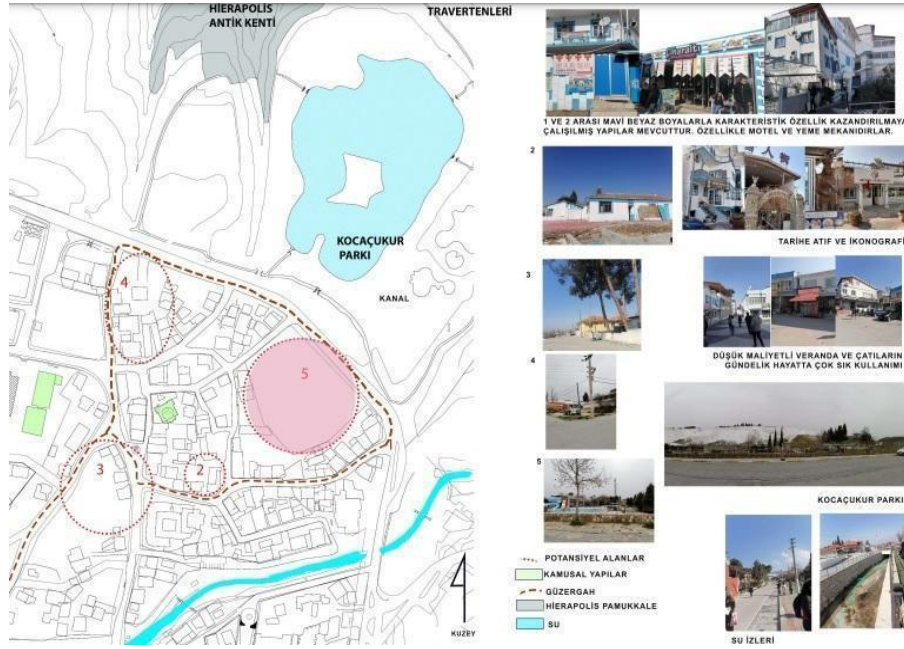 HİERAPOLİS
ANTİK KENTİ
TRAVERTENLERİ
KOCAÇUKUR
PARKI
KANAL
4
5
3
2
KUZEY
1 VE 2 ARASI MAVİ BEYAZ BOYALARLA KARAKTERİSTİK ÖZELLİK KAZANDIRILMAYA
ÇALIŞILMIŞ YAPILAR MEVCUTTUR. ÖZELLİKLE MOTEL VE YEME MEKANIDIRLAR.
2
TARİHE ATIF VE İKONOGRAFİ
3
DÜŞÜK MALİYETLİ VERANDA VE ÇATILARIN
GÜNDELİK HAYATTA ÇOK SIK KULLANIMI
4
KOCAÇUKUR PARKI
5
POTANSİYEL ALANLAR
KAMUSAL YAPILAR
GÜZERGAH
HİERAPOLİS PAMUKKALE
SU
SU İZLERİ